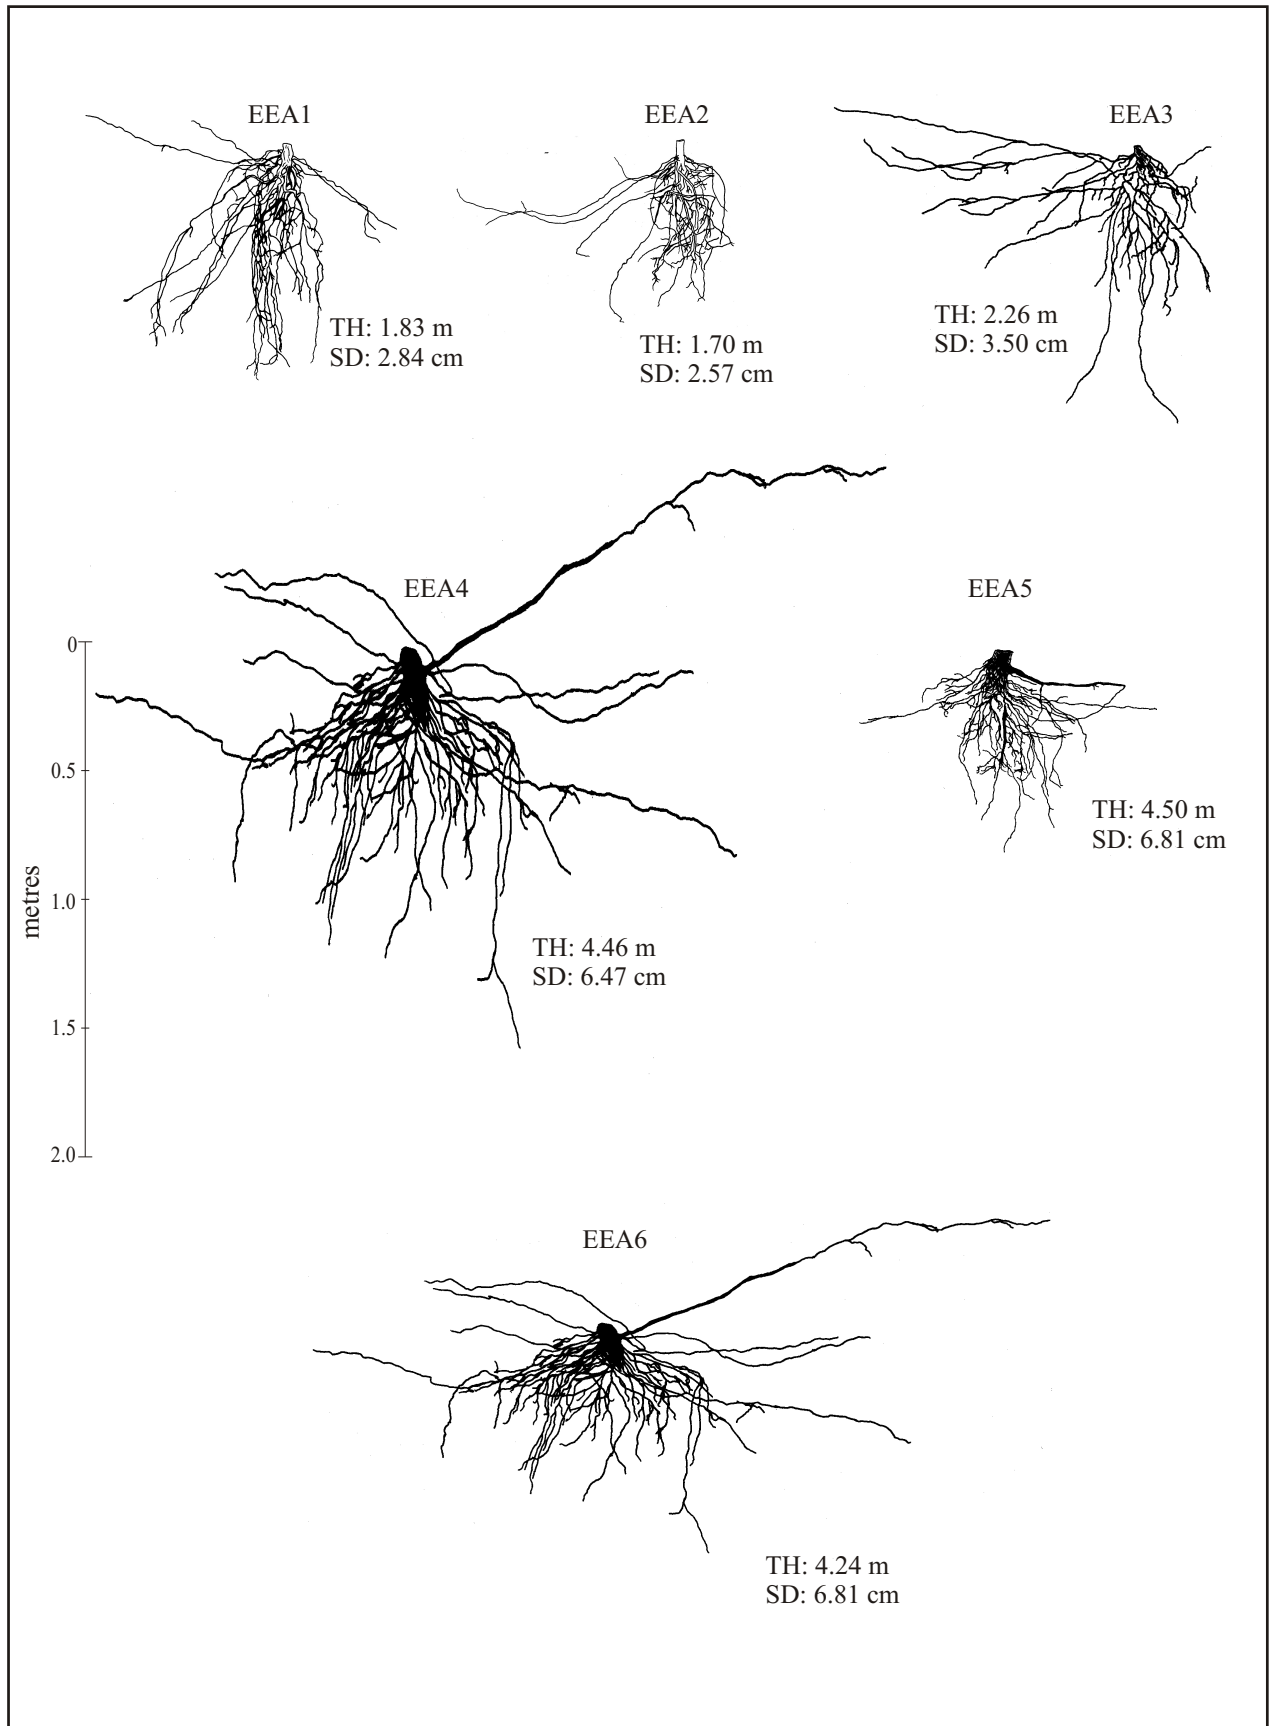 EEA1
EEA2
EEA3
TH: 1.83 m
SD: 2.84 cm
TH: 1.70 m
SD: 2.57 cm
TH: 2.26 m
SD: 3.50 cm
EEA4
EEA5
0
0.5
1.0
1.5
2.0
metres
TH: 4.46 m
SD: 6.47 cm
TH: 4.50 m
SD: 6.81 cm
EEA6
TH: 4.24 m
SD: 6.81 cm